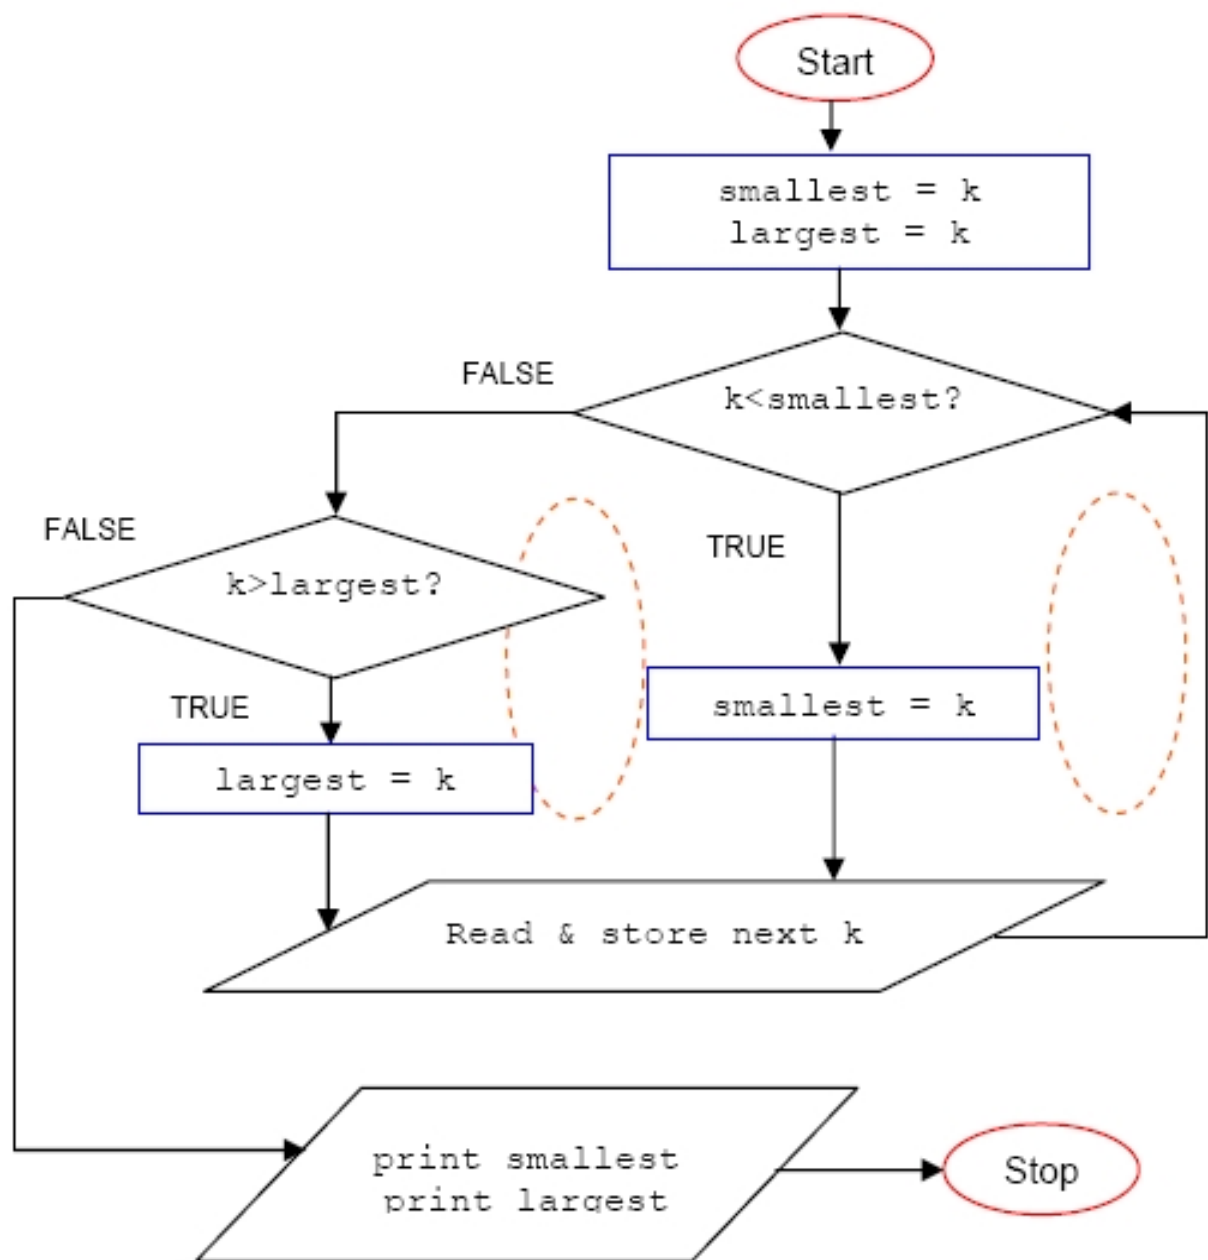 Start
smallest = k
largest = k
FALSE
k<smallest?
FALSE
TRUE
k>largest?
TRUE
smallest = k
largest = k
Read & store next k
print smallest
print largest
Stop